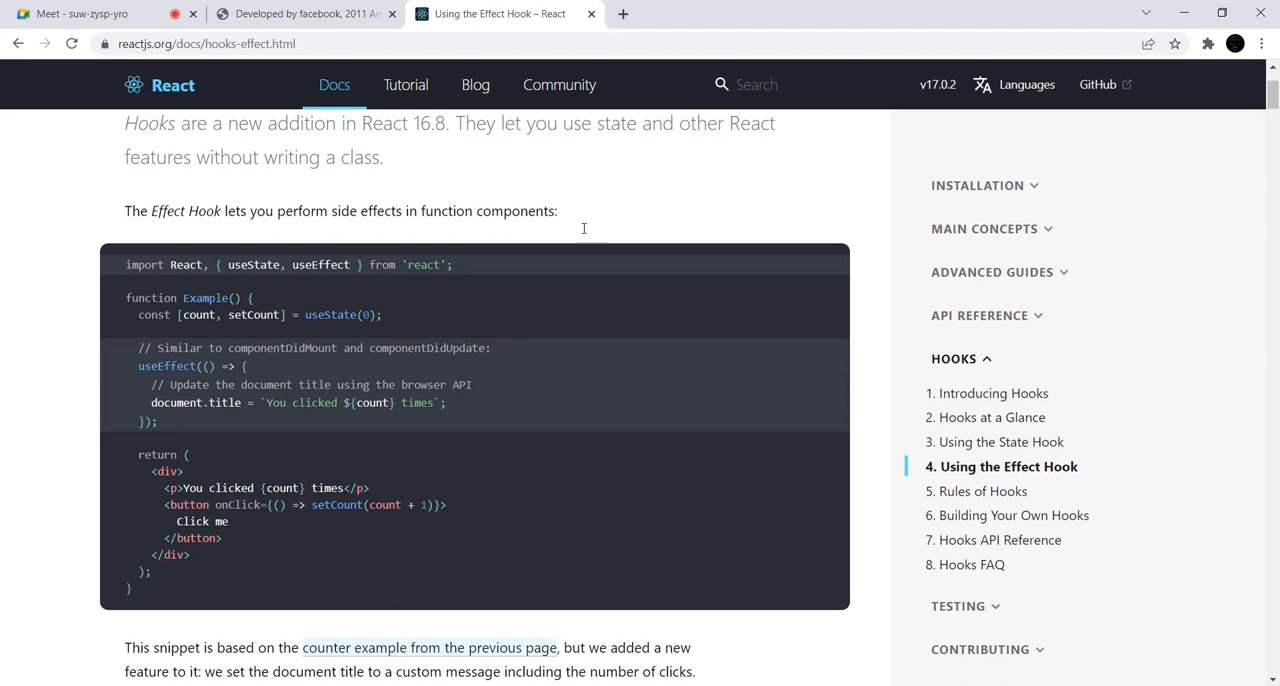 Meet - suw-zysp-yro
Developed by facebook, 2011 An
Using the Effect Hook – React
reactjs.org/docs/hooks-effect.html
React
Docs
Tutorial
Blog
Community
Search
v17.0.2
Languages
GitHub
Hooks are a new addition in React 16.8. They let you use state and other React
features without writing a class.
The Effect Hook lets you perform side effects in function components:
import React, { useState, useEffect } from 'react';
function Example() {
const [count, setCount] = useState(0);
// Similar to componentDidMount and componentDidUpdate:
useEffect(() => {
// Update the document title using the browser API
document.title = `You clicked ${count} times`;
});
return (
<div>
<p>You clicked {count} times</p>
<button onClick={() => setCount(count + 1)}>
Click me
</button>
</div>
);
}
This snippet is based on the counter example from the previous page, but we added a new
feature to it: we set the document title to a custom message including the number of clicks.
INSTALLATION
MAIN CONCEPTS
ADVANCED GUIDES
API REFERENCE
HOOKS
1. Introducing Hooks
2. Hooks at a Glance
3. Using the State Hook
4. Using the Effect Hook
5. Rules of Hooks
6. Building Your Own Hooks
7. Hooks API Reference
8. Hooks FAQ
TESTING
CONTRIBUTING